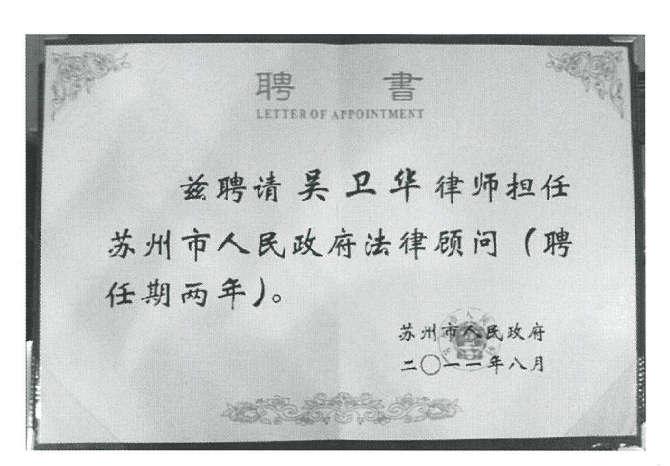 聘 書
LETTER OF APPOINTMENT
兹聘请吴卫华律师担任
苏州市人民政府法律顾问（聘
任期两年）。
苏州市人民政府
二〇一一年八月